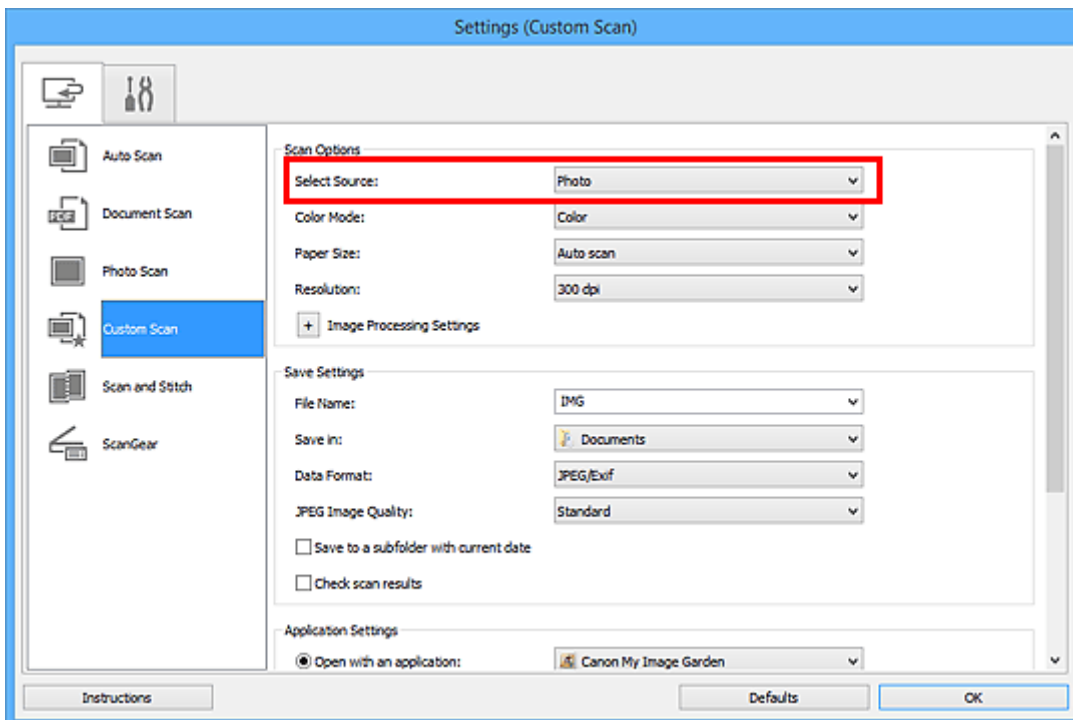 Settings (Custom Scan)
Auto Scan
PDF
Document Scan
Photo Scan
Custom Scan
Scan and Stitch
ScanGear
Scan Options
Select Source: Photo
Color Mode: Color
Paper Size: Auto scan
Resolution: 300 dpi
+ Image Processing Settings
Save Settings
File Name: IMG
Save in: Documents
Data Format: JPEG/Exif
JPEG Image Quality: Standard
Save to a subfolder with current date
Check scan results
Application Settings
Open with an application: Canon My Image Garden
Instructions
Defaults
OK